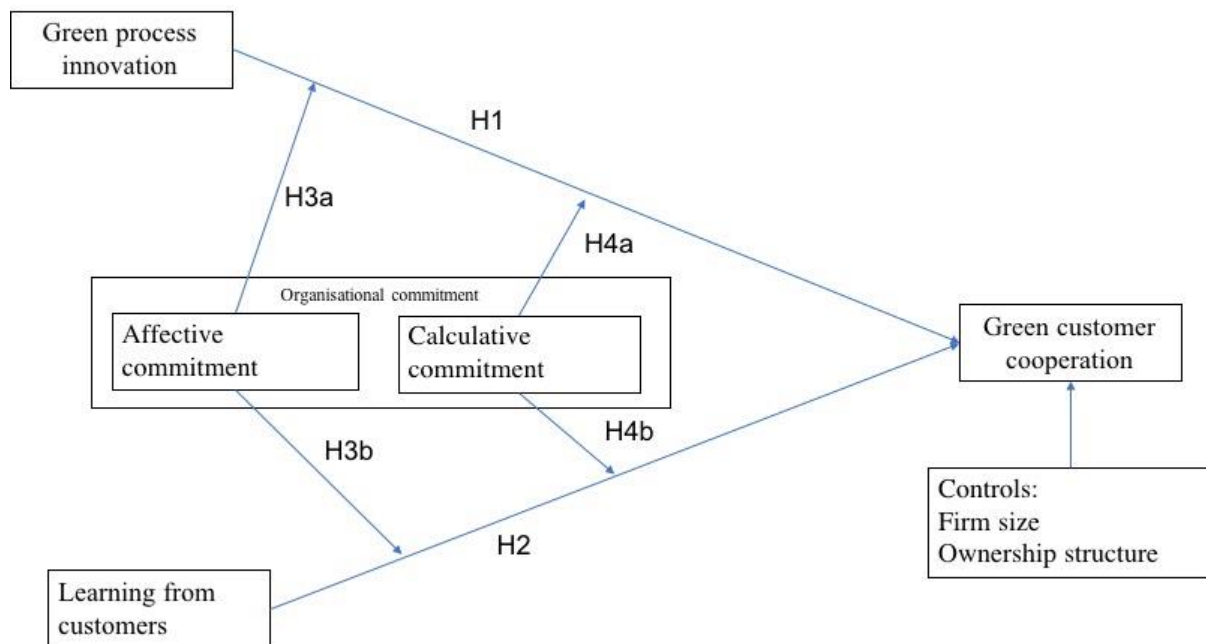 Green process
innovation
H1
H3a
H4a
Organisational commitment
Affective
commitment
Calculative
commitment
Green customer
cooperation
H3b
H4b
Controls:
Firm size
Ownership structure
H2
Learning from
customers